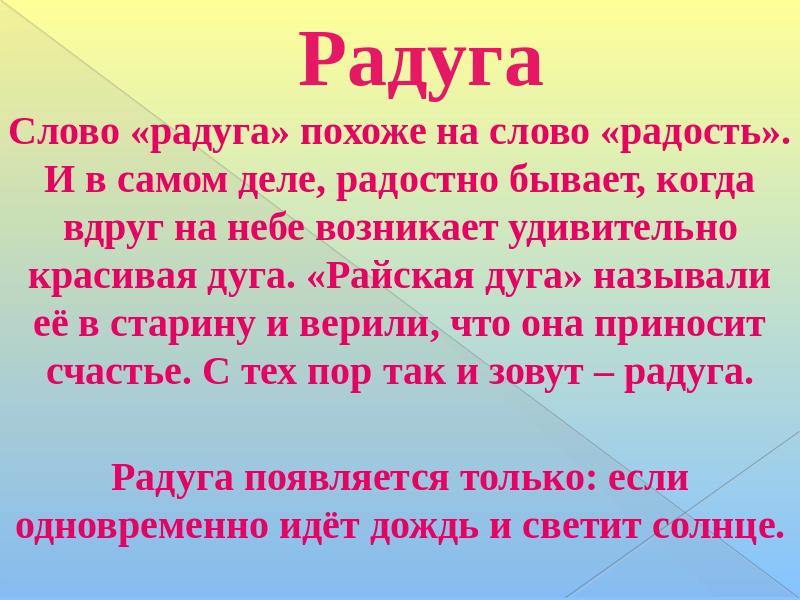 Радуга
Слово «радуга» похоже на слово «радость».
И в самом деле, радостно бывает, когда
вдруг на небе возникает удивительно
красивая дуга. «Райская дуга» называли
её в старину и верили, что она приносит
счастье. С тех пор так и зовут – радуга.
Радуга появляется только: если
одновременно идёт дождь и светит солнце.